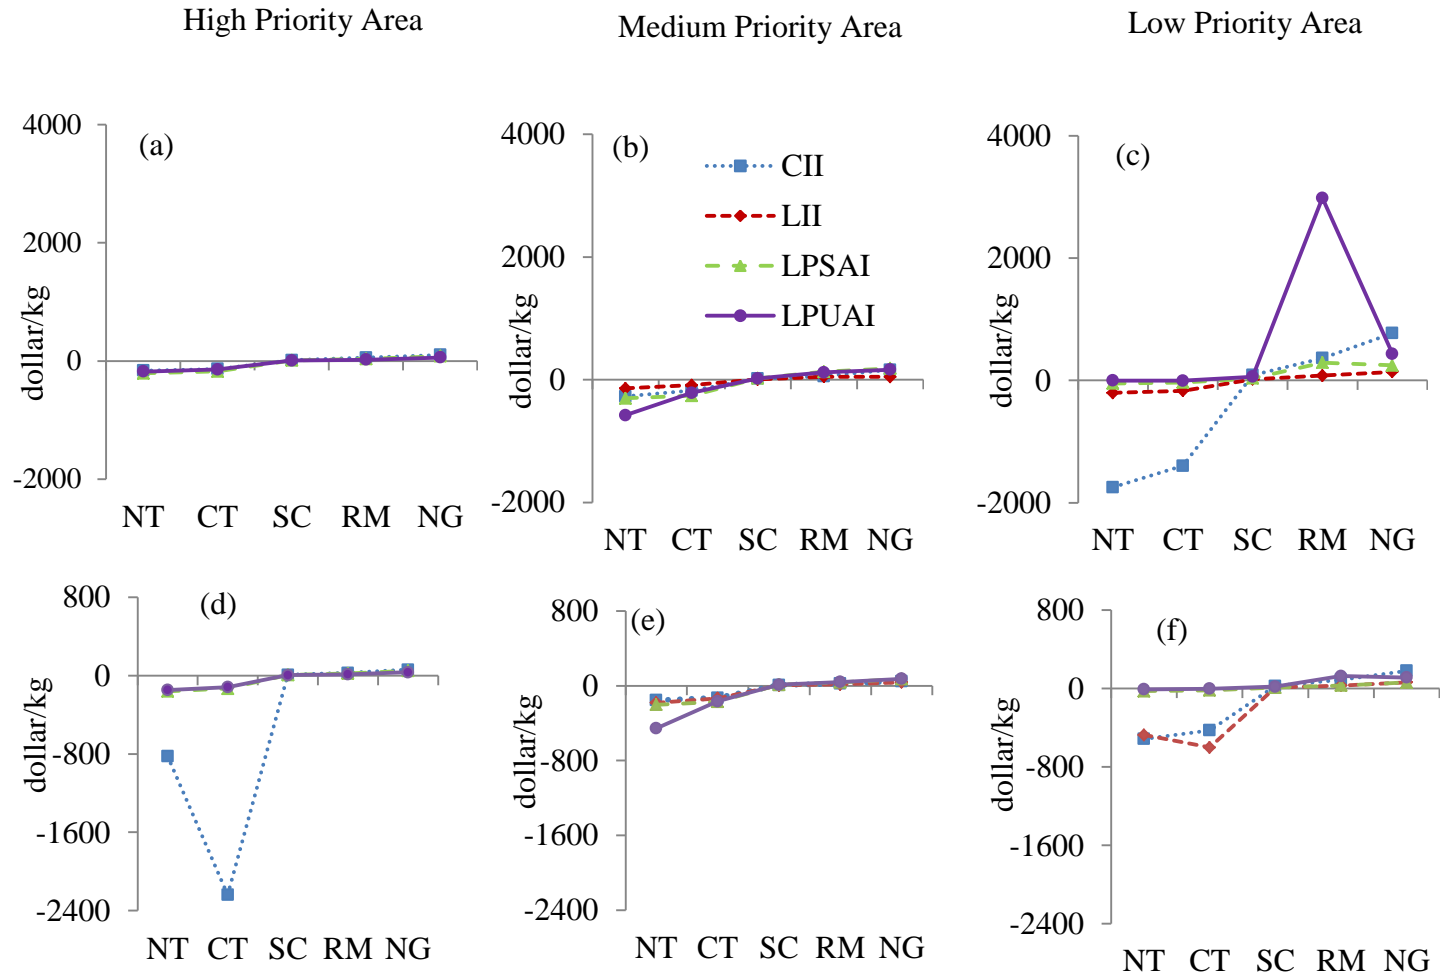 High Priority Area
Medium Priority Area
Low Priority Area
(a)
4000
2000
0
-2000
dollar/kg
NT CT SC RM NG
(b)
4000
2000
0
-2000
dollar/kg
CII
LII
LPSAI
LPUAI
NT CT SC RM NG
(c)
4000
2000
0
-2000
dollar/kg
NT CT SC RM NG
(d)
800
0
-800
-1600
-2400
dollar/kg
NT CT SC RM NG
(e)
800
0
-800
-1600
-2400
dollar/kg
NT CT SC RM NG
(f)
800
0
-800
-1600
-2400
dollar/kg
NT CT SC RM NG